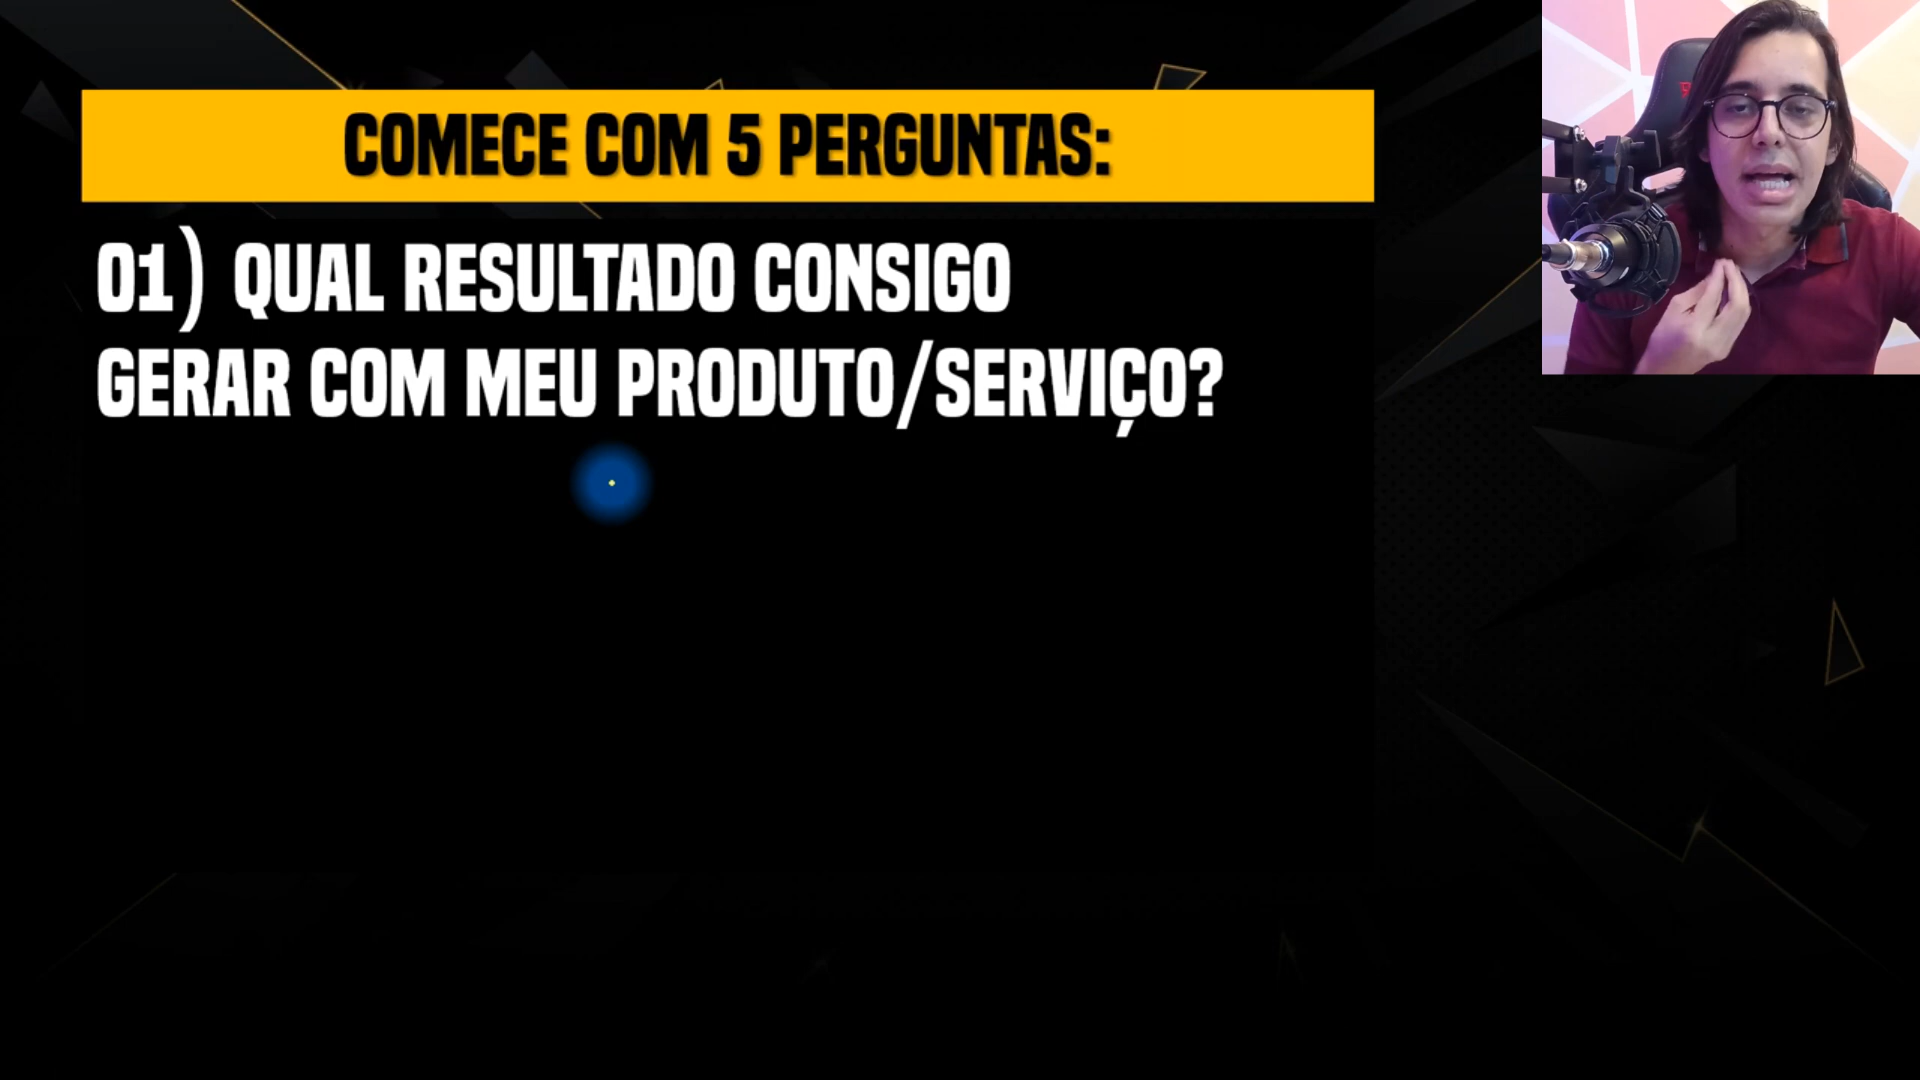 COMECE COM 5 PERGUNTAS:
01) QUAL RESULTADO CONSIGO
GERAR COM MEU PRODUTO/SERVIÇO?